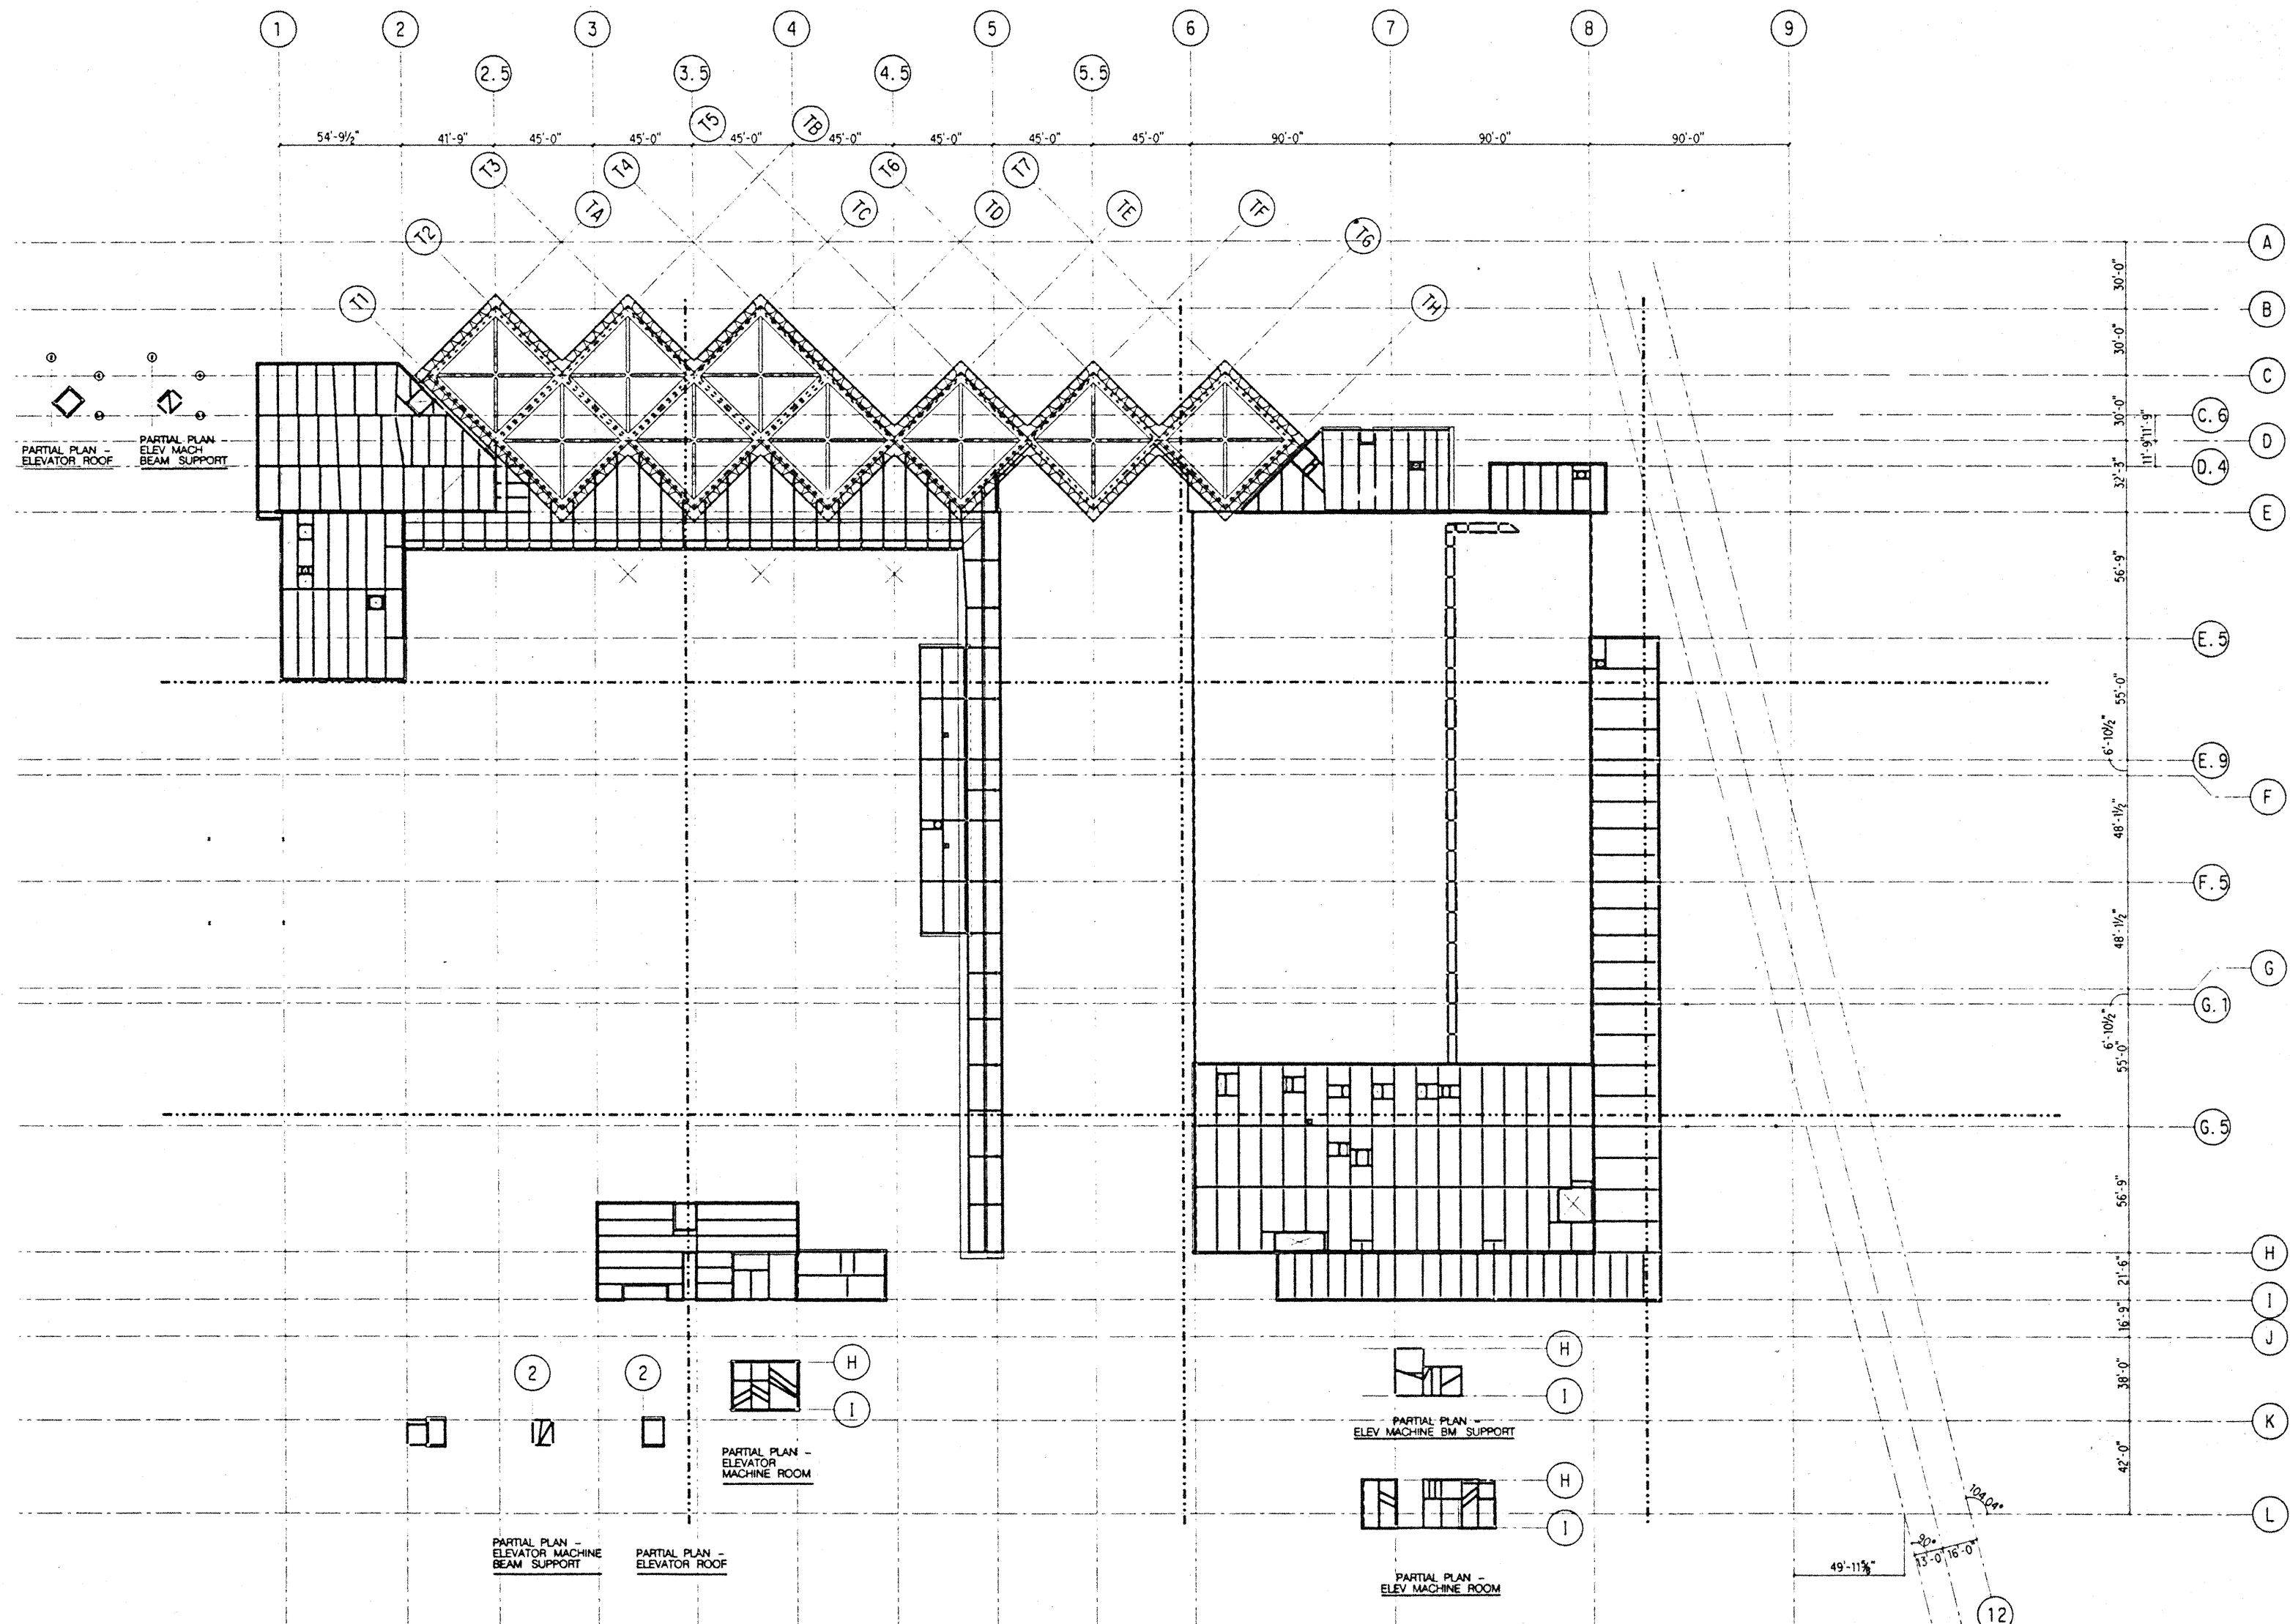 1 2 3 4 5 6 7 8 9
2.5 3.5 4.5 5.5
T5 TB
54'-9½" 41'-9" 45'-0" 45'-0" 45'-0" 45'-0" 45'-0" 45'-0" 45'-0" 90'-0" 90'-0" 90'-0"
T3 T4 T6 T7
TA TC TD TE TF
T2 TG
T1 TH
A
30'-0"
B
30'-0"
C
30'-0" 11'-9"
C.6
D
11'-9"
D.4
32'-3"
E
56'-9"
E.5
55'-0"
6'-10½"
E.9
F
48'-1½"
F.5
48'-1½"
G
G.1
6'-10½"
55'-0"
G.5
56'-9"
H
21'-6"
I
16'-9"
J
38'-0"
K
42'-0"
L
PARTIAL PLAN -
ELEVATOR ROOF
PARTIAL PLAN -
ELEV MACH
BEAM SUPPORT
2
2
H
I
PARTIAL PLAN -
ELEVATOR
MACHINE ROOM
PARTIAL PLAN -
ELEVATOR MACHINE
BEAM SUPPORT
PARTIAL PLAN -
ELEVATOR ROOF
H
I
PARTIAL PLAN -
ELEV MACHINE BM SUPPORT
H
I
PARTIAL PLAN -
ELEV MACHINE ROOM
104.04°
90°
13'-0" 16'-0"
49'-11⅝"
12